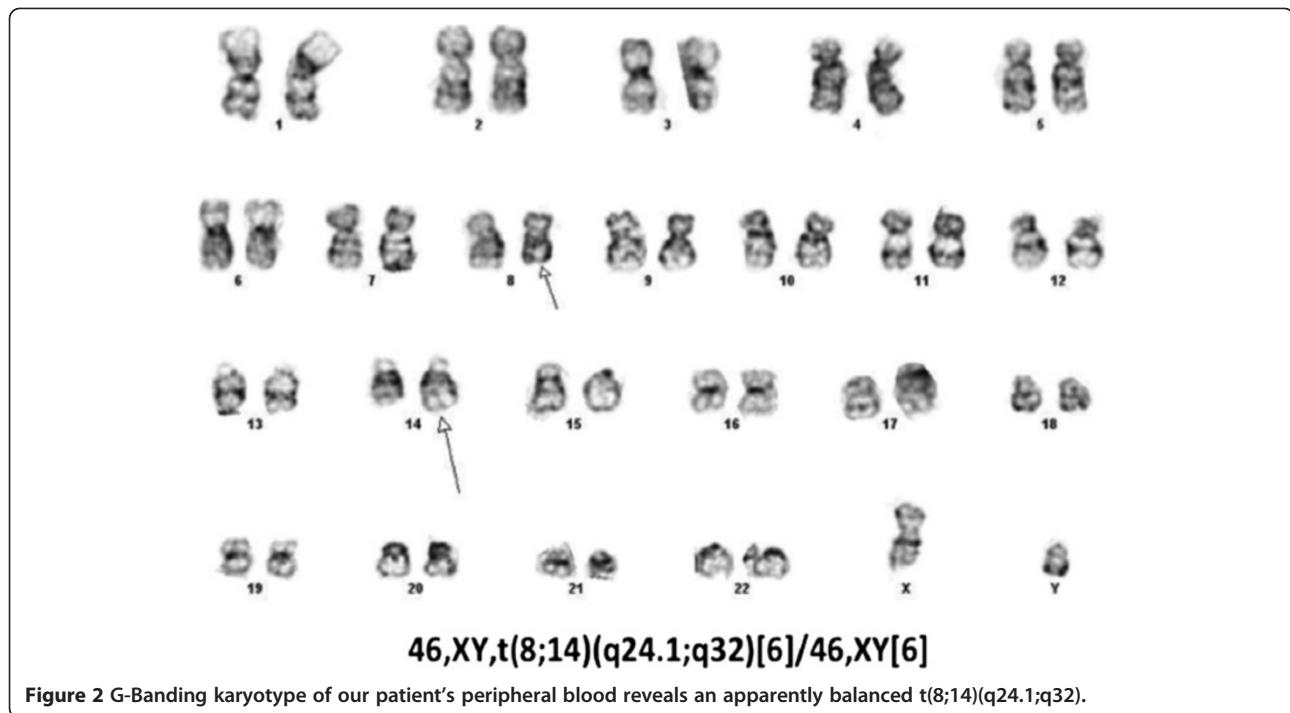 1 2 3 4 5
6 7 8 9 10 11 12
13 14 15 16 17 18
19 20 21 22 X Y
46,XY,t(8;14)(q24.1;q32)[6]/46,XY[6]
Figure 2 G-Banding karyotype of our patient’s peripheral blood reveals an apparently balanced t(8;14)(q24.1;q32).